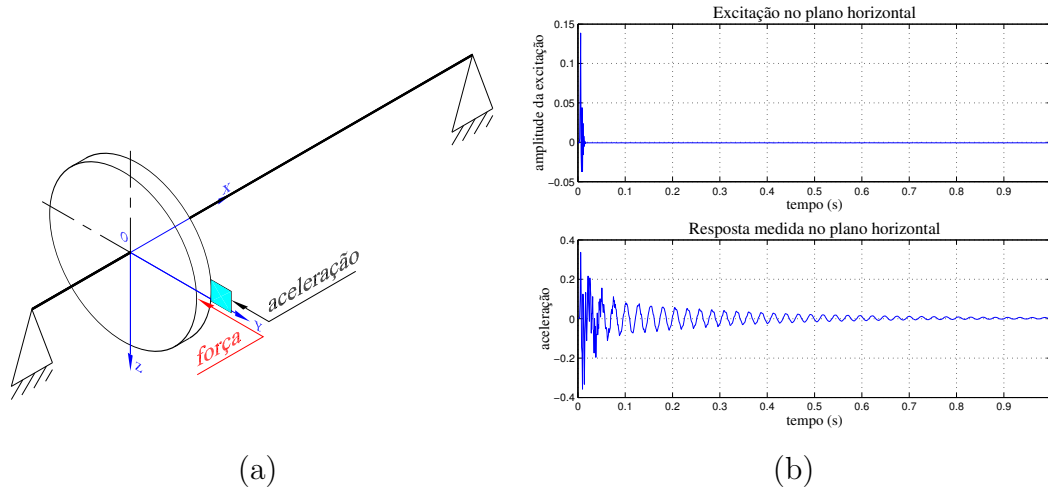 X
O
Y
Z
aceleração
força
(a)
Excitação no plano horizontal
amplitude da excitação
0.15
0.1
0.05
0
−0.05
0 0.1 0.2 0.3 0.4 0.5 0.6 0.7 0.8 0.9
tempo (s)
Resposta medida no plano horizontal
aceleração
0.4
0.2
0
−0.2
−0.4
0 0.1 0.2 0.3 0.4 0.5 0.6 0.7 0.8 0.9
tempo (s)
(b)